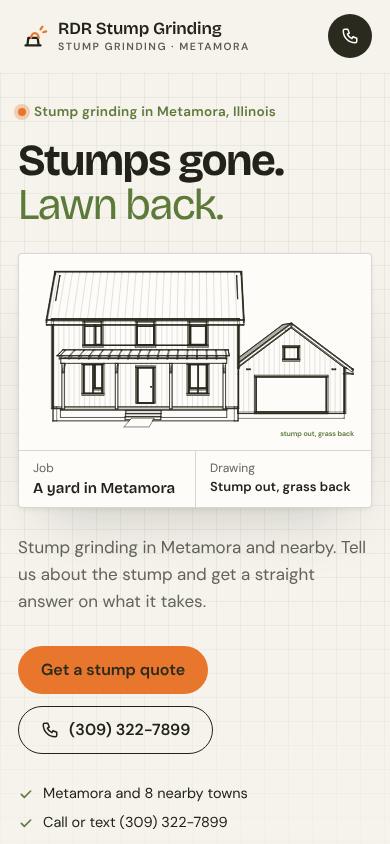 RDR Stump Grinding
STUMP GRINDING · METAMORA
Stump grinding in Metamora, Illinois
Stumps gone.
Lawn back.
stump out, grass back
Job
A yard in Metamora
Drawing
Stump out, grass back
Stump grinding in Metamora and nearby. Tell
us about the stump and get a straight
answer on what it takes.
Get a stump quote
(309) 322-7899
Metamora and 8 nearby towns
Call or text (309) 322-7899